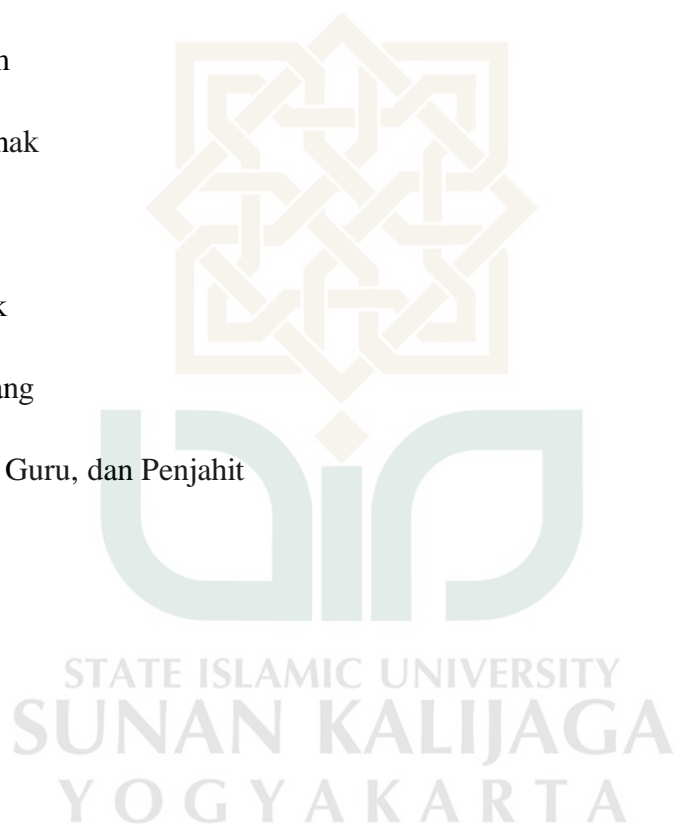 nak
k
ang
Guru, dan Penjahit
STATE ISLAMIC UNIVERSITY
SUNAN KALIJAGA
YOGYAKARTA